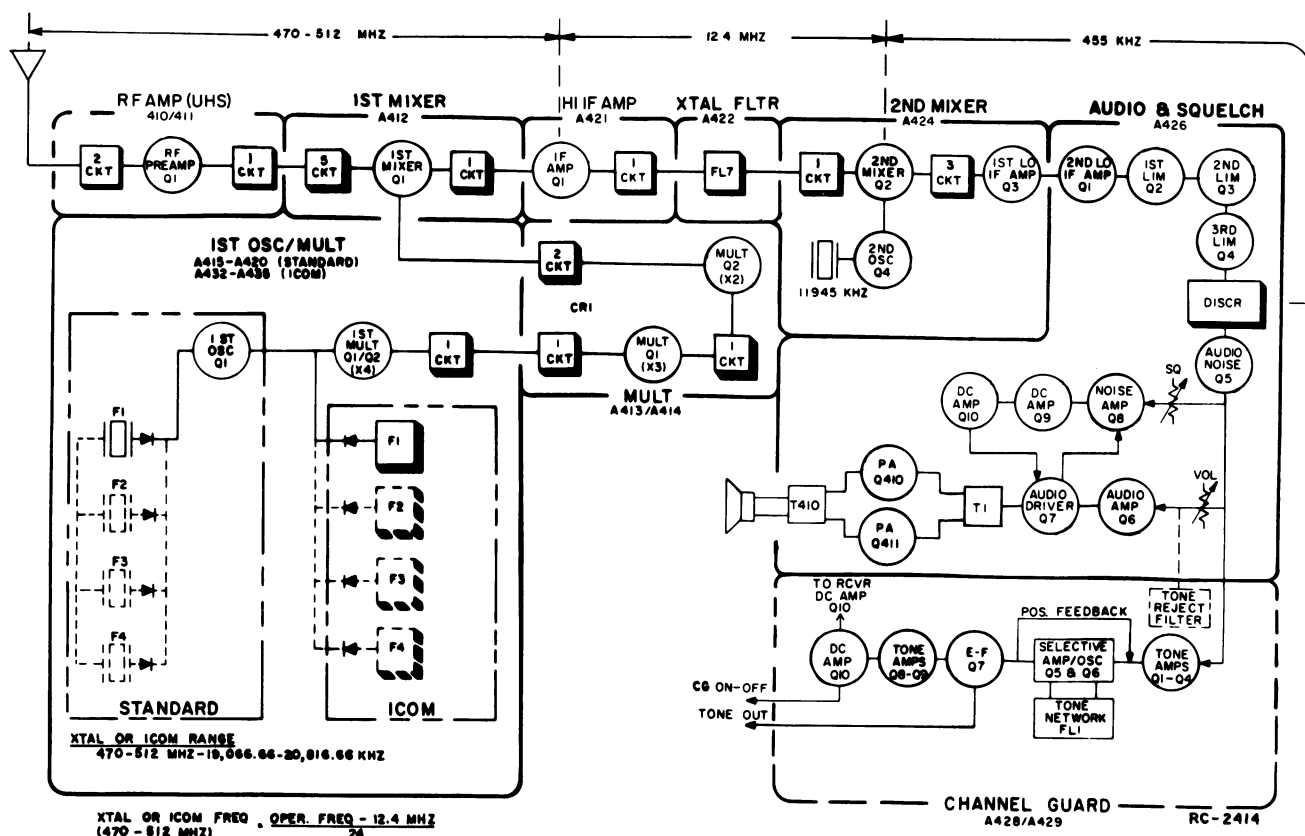 470-512 MHZ
12.4 MHZ
455 KHZ
RF AMP (UHS)
410/411
1ST MIXER
A412
HI IF AMP
A421
XTAL FLTR
A422
2ND MIXER
A424
AUDIO & SQUELCH
A426
2
CKT
RF
PREAMP
Q1
1
CKT
5
CKT
1ST
MIXER
Q1
1
CKT
IF
AMP
Q1
1
CKT
FL7
1
CKT
2ND
MIXER
Q2
3
CKT
1ST LO
IF AMP
Q3
2ND LO
IF AMP
Q1
1ST
LIM
Q2
2ND
LIM
Q3
3RD
LIM
Q4
DISCR
AUDIO
NOISE
Q5
1ST OSC/MULT
A415-A420 (STANDARD)
A432-A436 (ICOM)
2
CKT
MULT
Q2
(X2)
2ND
OSC
Q4
11945 KHZ
CR1
1ST
OSC
Q1
1ST
MULT
Q1/Q2
(X4)
1
CKT
1
CKT
MULT
Q1
(X3)
1
CKT
MULT
A413/A414
SQ
DC
AMP
Q10
DC
AMP
Q9
NOISE
AMP
Q8
F1
F2
F3
F4
STANDARD
F1
F2
F3
F4
ICOM
PA
Q410
T410
PA
Q411
T1
AUDIO
DRIVER
Q7
AUDIO
AMP
Q6
VOL
TO RCVR
DC AMP
Q10
POS. FEEDBACK
TONE
REJECT
FILTER
DC
AMP
Q10
TONE
AMPS
Q8-Q9
E-F
Q7
SELECTIVE
AMP/OSC
Q5 & Q6
TONE
AMPS
Q1-Q4
CG ON-OFF
TONE OUT
TONE
NETWORK
FL1
XTAL OR ICOM RANGE
470-512 MHZ-19,066.66-20,816.66 KHZ
CHANNEL GUARD
A428/A429
RC-2414
XTAL OR ICOM FREQ = OPER. FREQ - 12.4 MHZ
(470-512 MHZ) 24